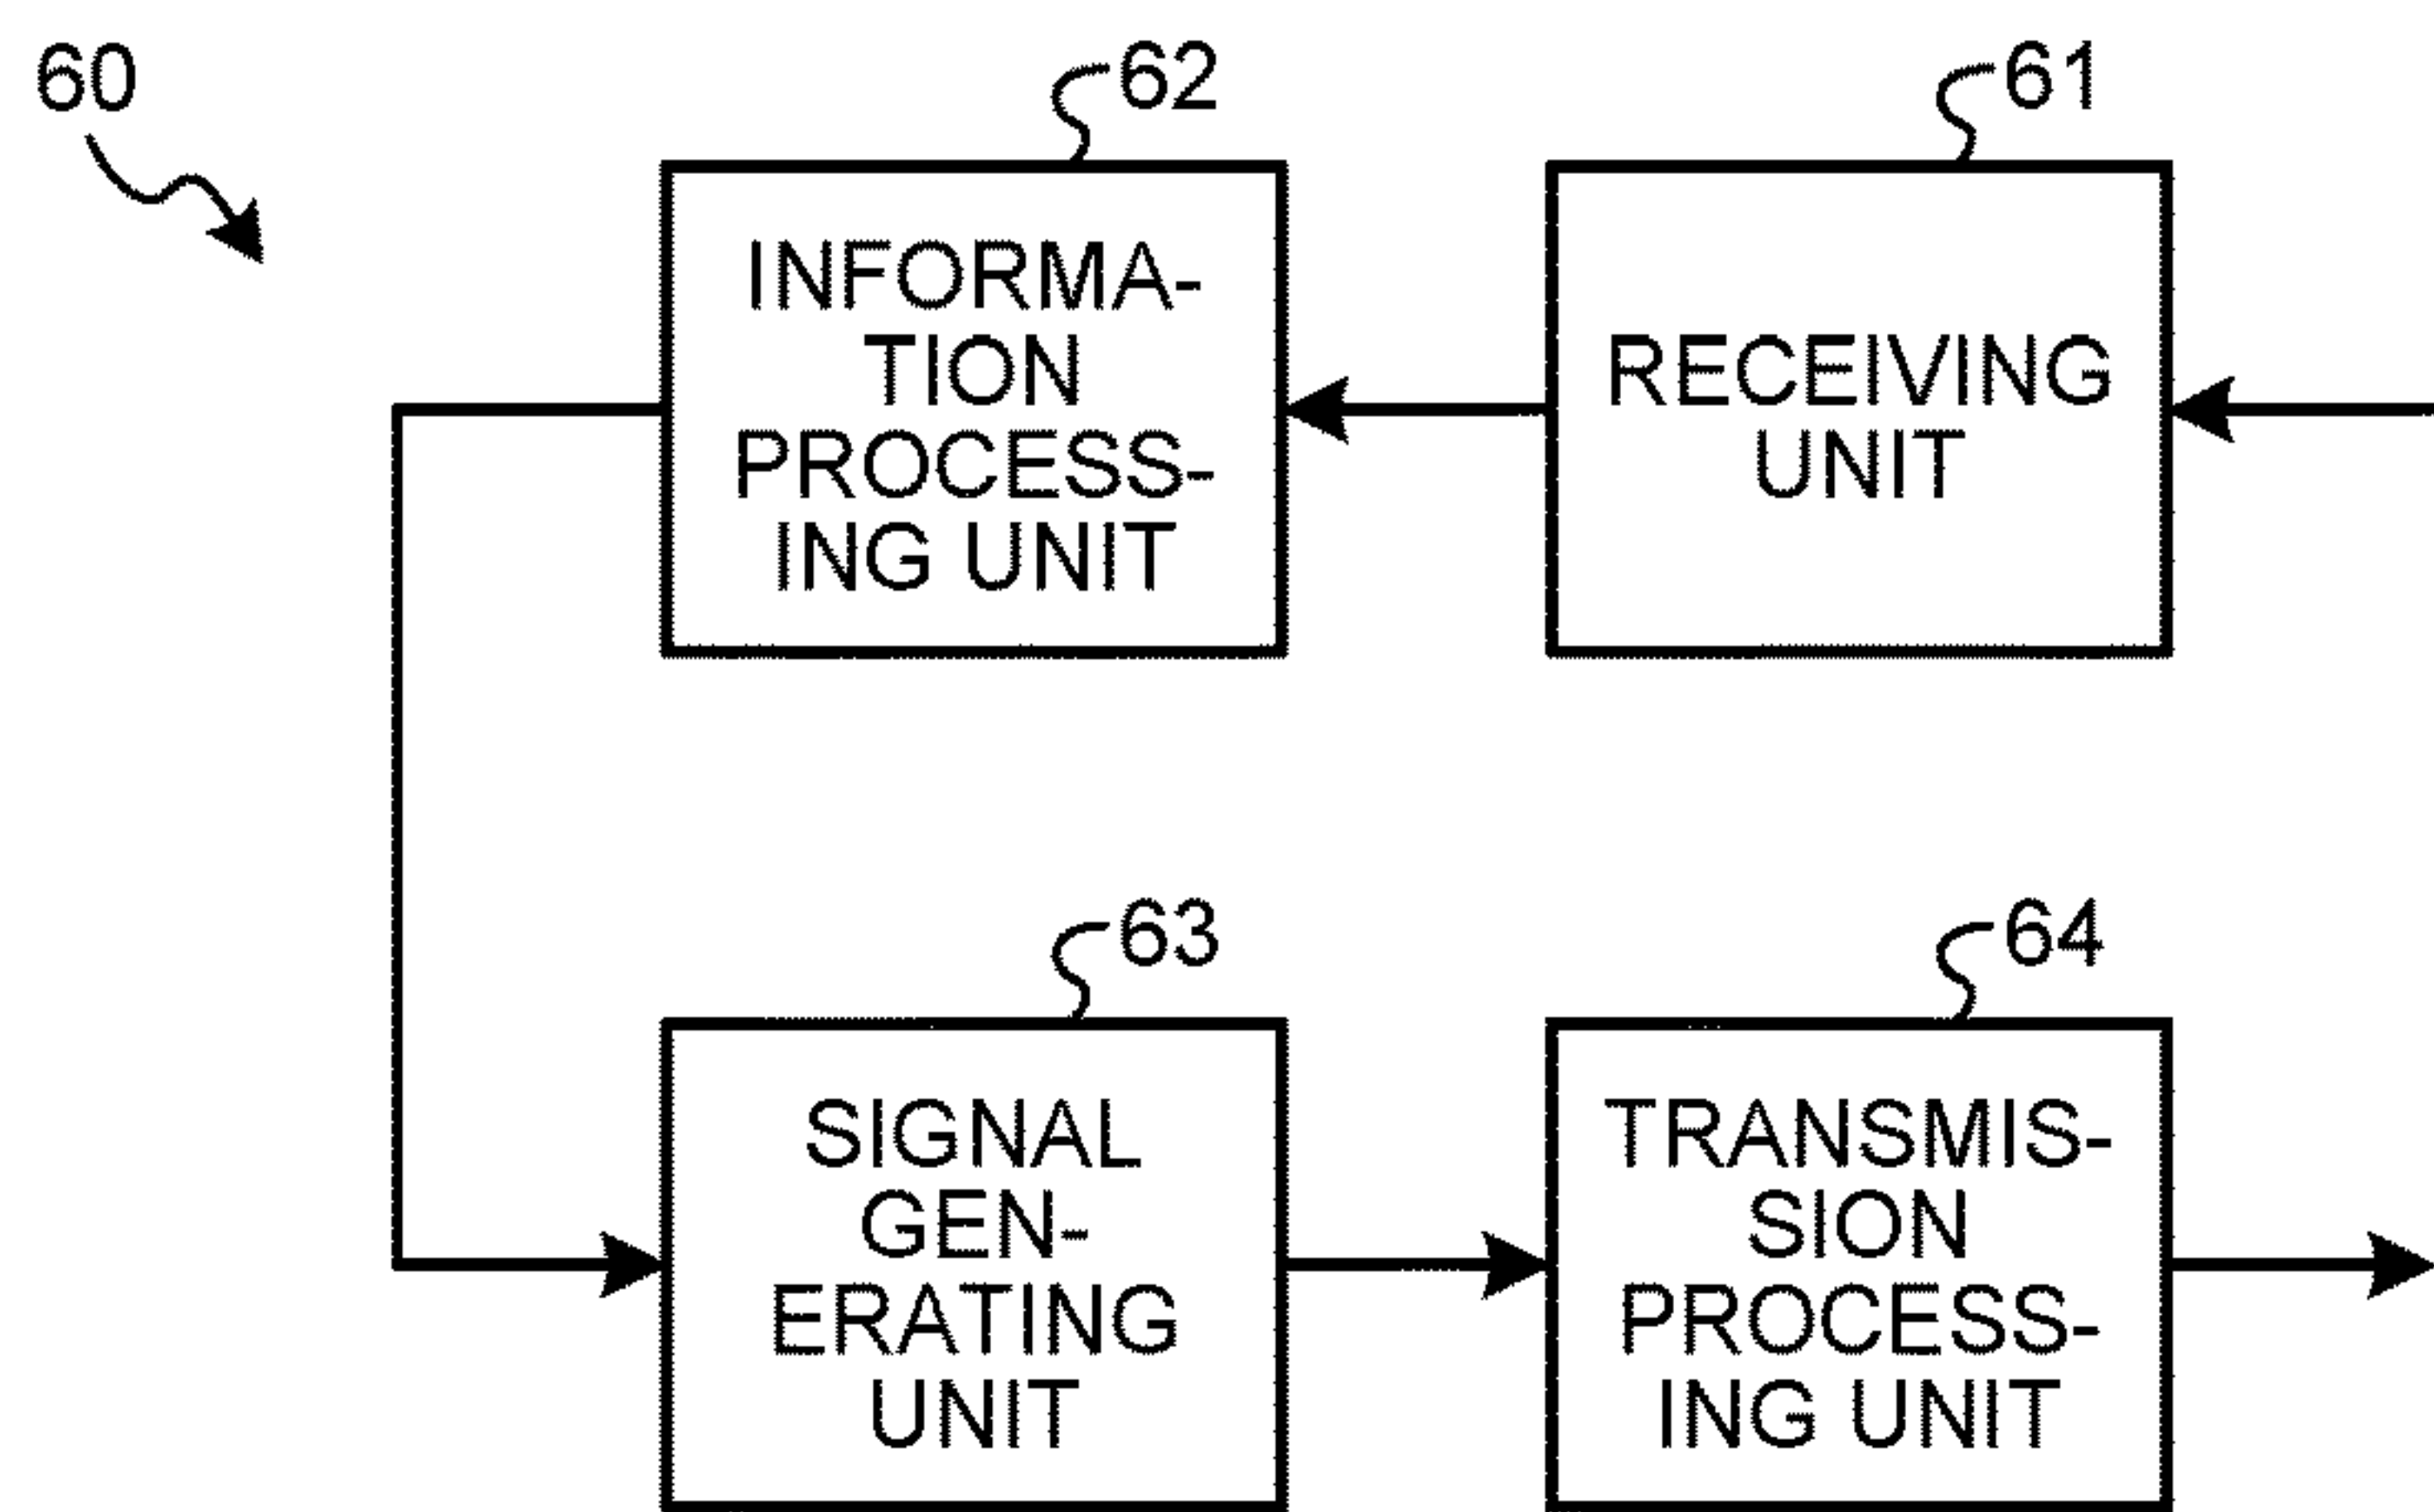 60
62
61
INFORMA-
TION
PROCESS-
ING UNIT
RECEIVING
UNIT
63
64
SIGNAL
GEN-
ERATING
UNIT
TRANSMIS-
SION
PROCESS-
ING UNIT